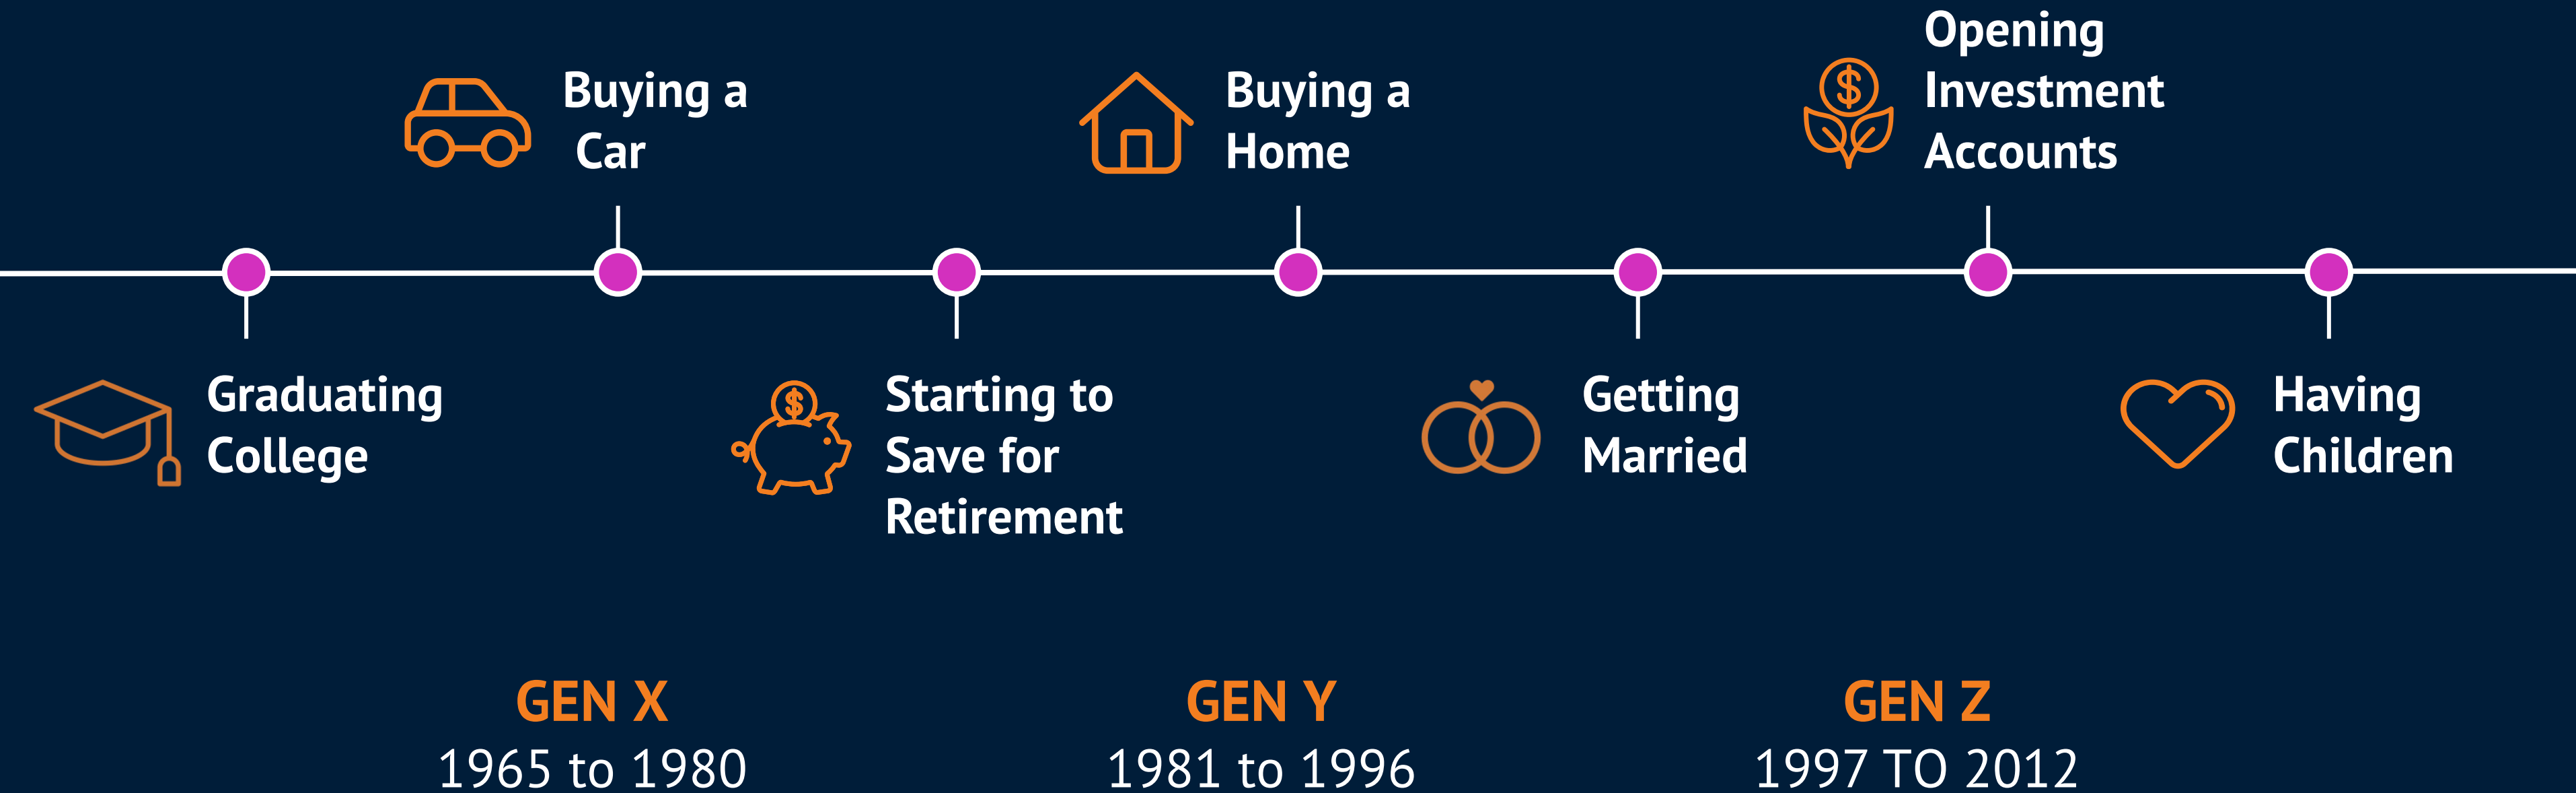 Buying a
Car
Buying a
Home
Opening
Investment
Accounts
Graduating
College
$
Starting to
Save for
Retirement
Getting
Married
$
Having
Children
GEN X
1965 to 1980
GEN Y
1981 to 1996
GEN Z
1997 TO 2012